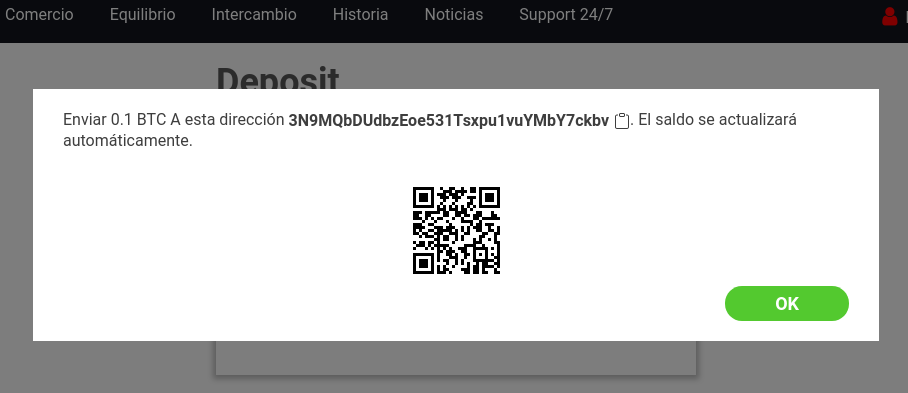 Comercio Equilibrio Intercambio Historia Noticias Support 24/7
Deposit
Enviar 0.1 BTC A esta dirección 3N9MQbDUdbzEoe531Tsxpu1vuYMbY7ckbv . El saldo se actualizará
automáticamente.
OK